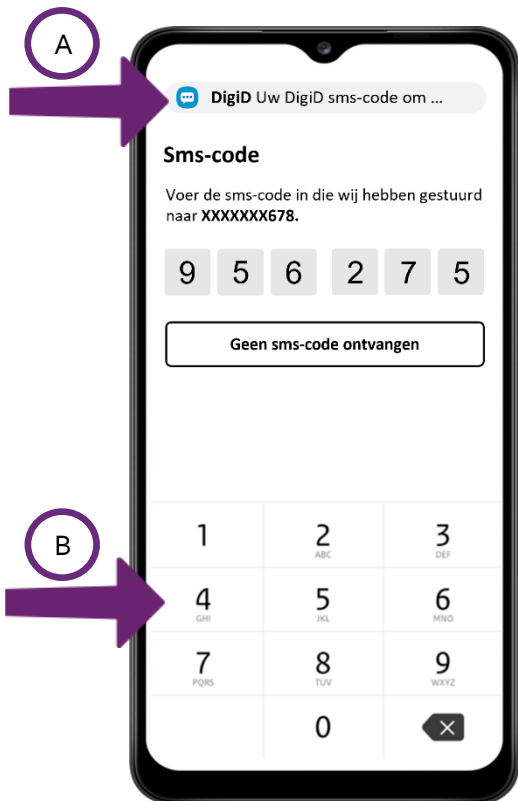 A
DigiD Uw DigiD sms-code om ...
Sms-code
Voer de sms-code in die wij hebben gestuurd
naar XXXXXXX678.
9 5 6 2 7 5
Geen sms-code ontvangen
B
1 2 3
ABC DEF
4 5 6
GHI JKL MNO
7 8 9
PQRS TUV WXYZ
0